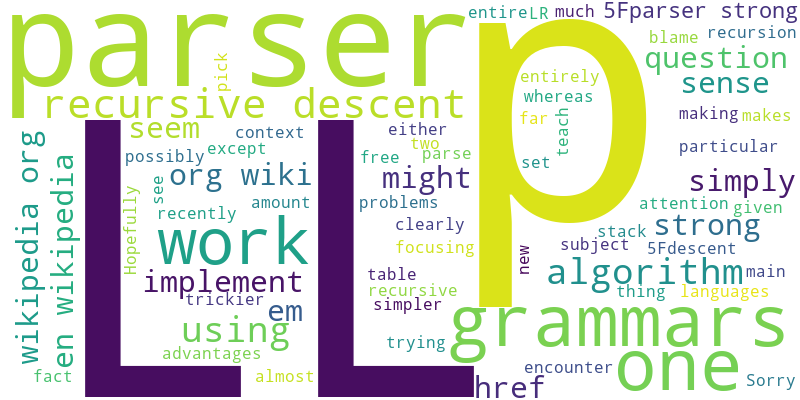 parser
p
entire
LR
much
5Fparser strong
blame
recursion
question
pick
entirely
sense
recursive descent
whereas
far
teach
making
makes
seem
context
either
set
particular
wikipedia org
en wikipedia
possibly
except
two
free
parse
org wiki
might
simply
Hopefully
see
recently
amount
problems
attention
given
LL
work
clearly
focusing
stack
strong
subject
5Fdescent
new
implement
table
algorithm
main
trickier
em
recursive
simpler
thing
languages
using
trying
grammars
advantages
one
fact
almost
href
encounter
Sorry